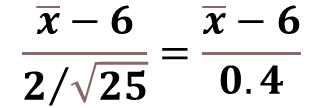 (x̅ − 6)/(2/√25) = (x̅ − 6)/0.4